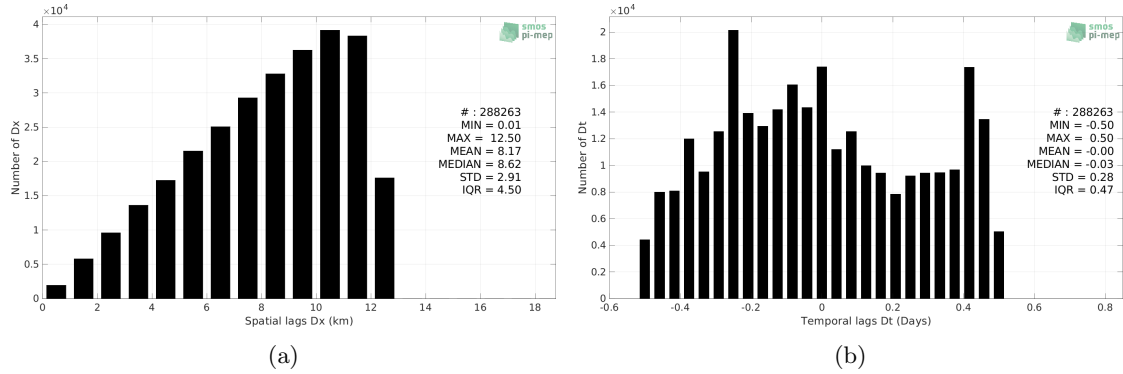 ×10^4
4
3.5
3
2.5
2
1.5
1
0.5
0
Number of Dx
0 2 4 6 8 10 12 14 16 18
Spatial lags Dx (km)
smos
pi-mep
# : 288263
MIN = 0.01
MAX = 12.50
MEAN = 8.17
MEDIAN = 8.62
STD = 2.91
IQR = 4.50
(a)
×10^4
2
1.8
1.6
1.4
1.2
1
0.8
0.6
0.4
0.2
0
Number of Dt
-0.6 -0.4 -0.2 0 0.2 0.4 0.6 0.8
Temporal lags Dt (Days)
smos
pi-mep
# : 288263
MIN = -0.50
MAX = 0.50
MEAN = -0.00
MEDIAN = -0.03
STD = 0.28
IQR = 0.47
(b)